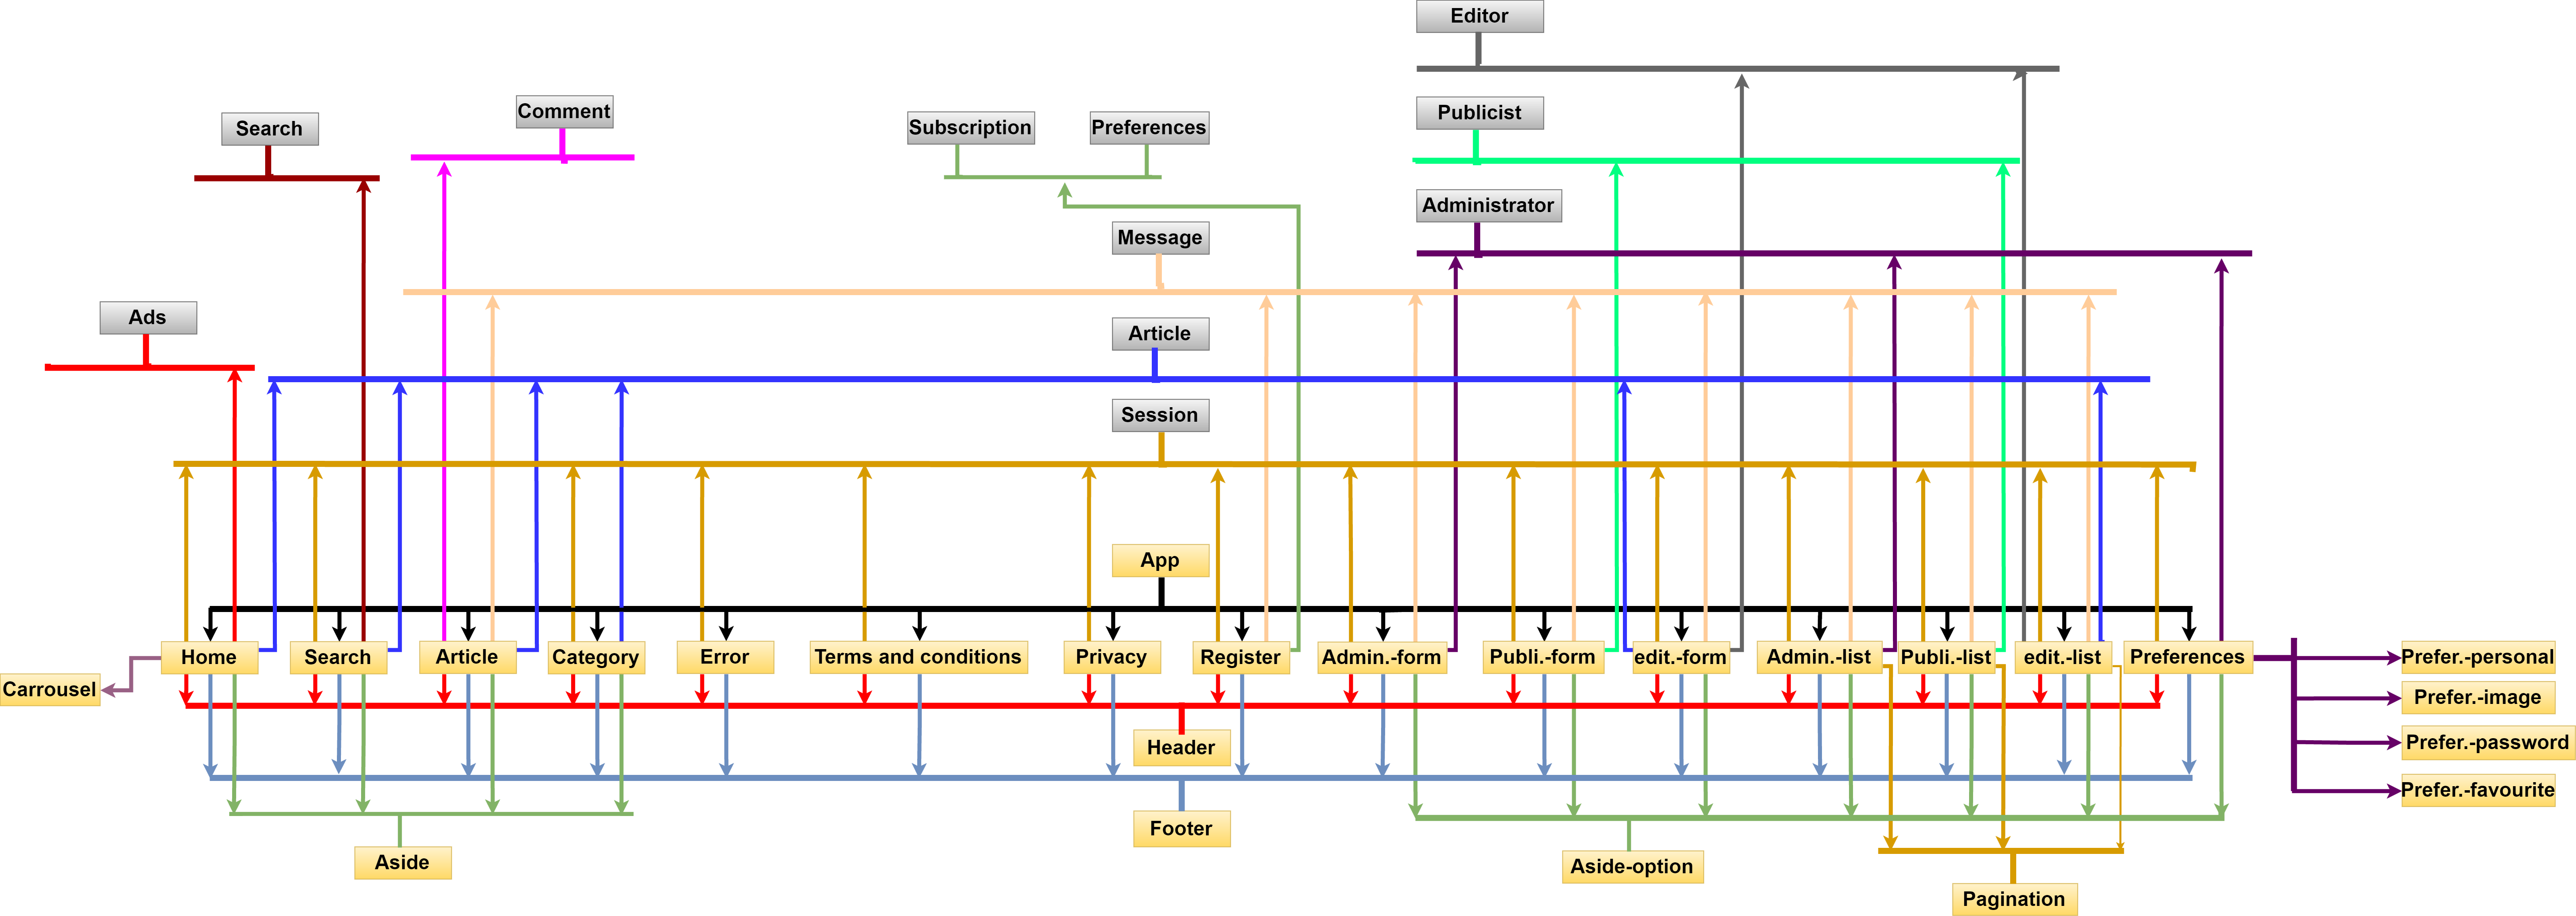 Editor
Comment
Publicist
Search
Subscription
Preferences
Administrator
Message
Ads
Article
Session
App
Home
Search
Article
Category
Error
Terms and conditions
Privacy
Register
Admin.-form
Publi.-form
edit.-form
Admin.-list
Publi.-list
edit.-list
Preferences
Prefer.-personal
Carrousel
Prefer.-image
Header
Prefer.-password
Prefer.-favourite
Footer
Aside
Aside-option
Pagination